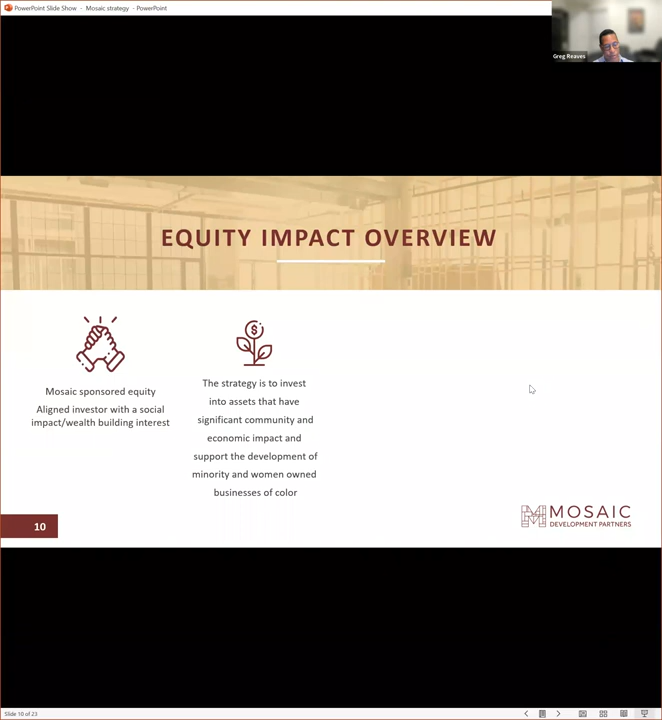 PowerPoint Slide Show - Mosaic strategy - PowerPoint
Greg Reaves
EQUITY IMPACT OVERVIEW
Mosaic sponsored equity
Aligned investor with a social
impact/wealth building interest
$
The strategy is to invest
into assets that have
significant community and
economic impact and
support the development of
minority and women owned
businesses of color
10
MOSAIC
DEVELOPMENT PARTNERS
Slide 10 of 23